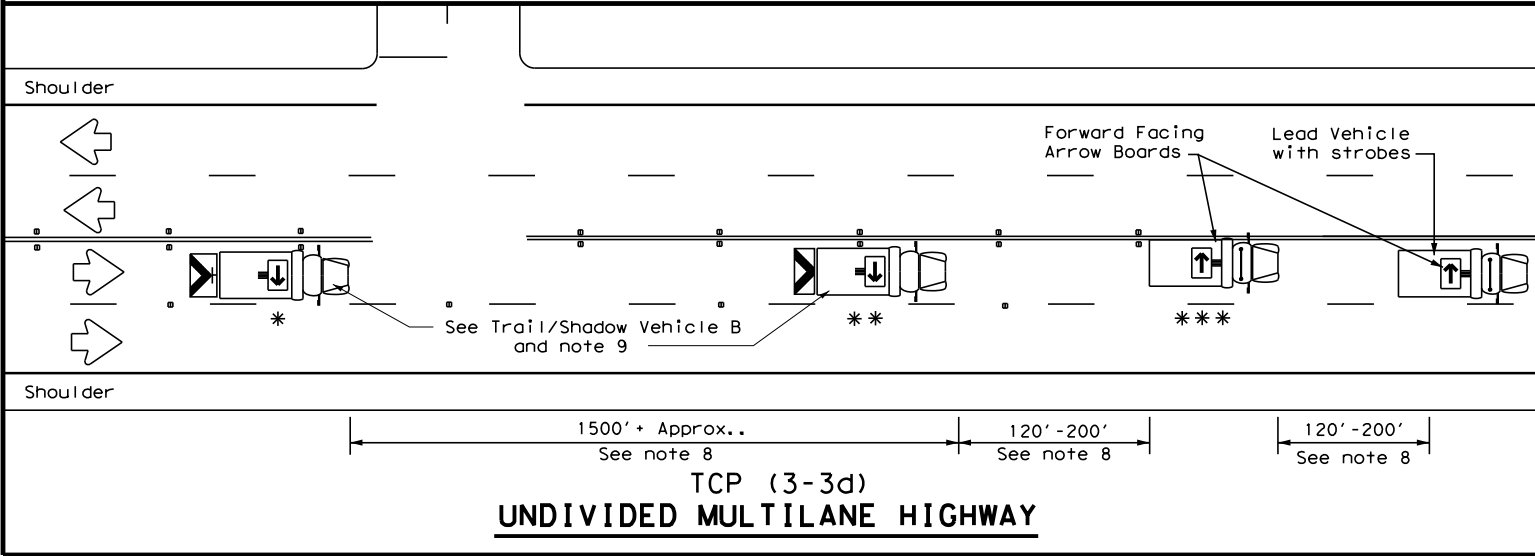 Shoulder
Forward Facing
Arrow Boards
Lead Vehicle
with strobes
*
**
***
See Trail/Shadow Vehicle B
and note 9
Shoulder
1500'+ Approx..
See note 8
120'-200'
See note 8
120'-200'
See note 8
TCP (3-3d)
UNDIVIDED MULTILANE HIGHWAY